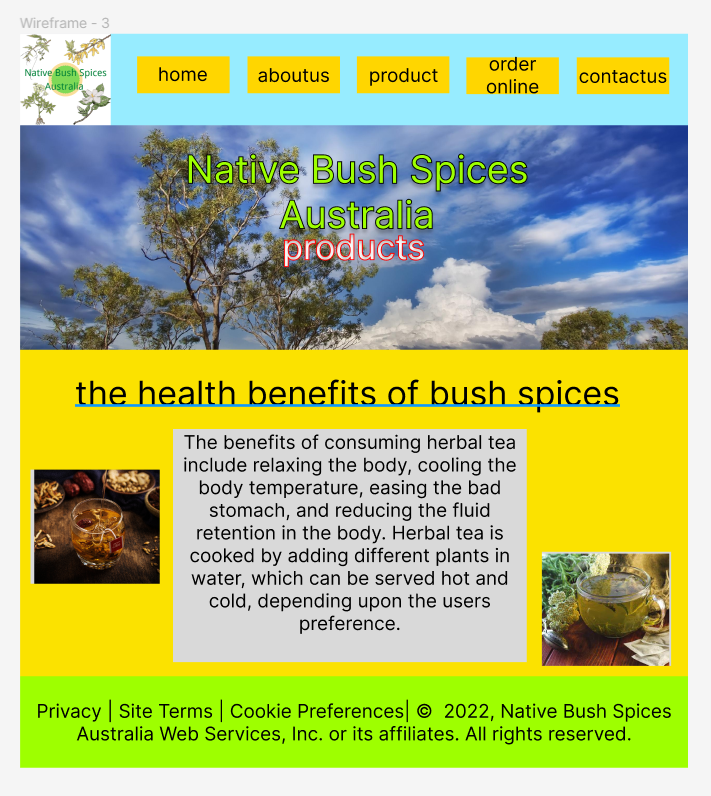 Wireframe - 3
Native Bush Spices
Australia
home
aboutus
product
order
online
contactus
Native Bush Spices
Australia
products
the health benefits of bush spices
The benefits of consuming herbal tea
include relaxing the body, cooling the
body temperature, easing the bad
stomach, and reducing the fluid
retention in the body. Herbal tea is
cooked by adding different plants in
water, which can be served hot and
cold, depending upon the users
preference.
Privacy | Site Terms | Cookie Preferences| ©  2022, Native Bush Spices
Australia Web Services, Inc. or its affiliates. All rights reserved.